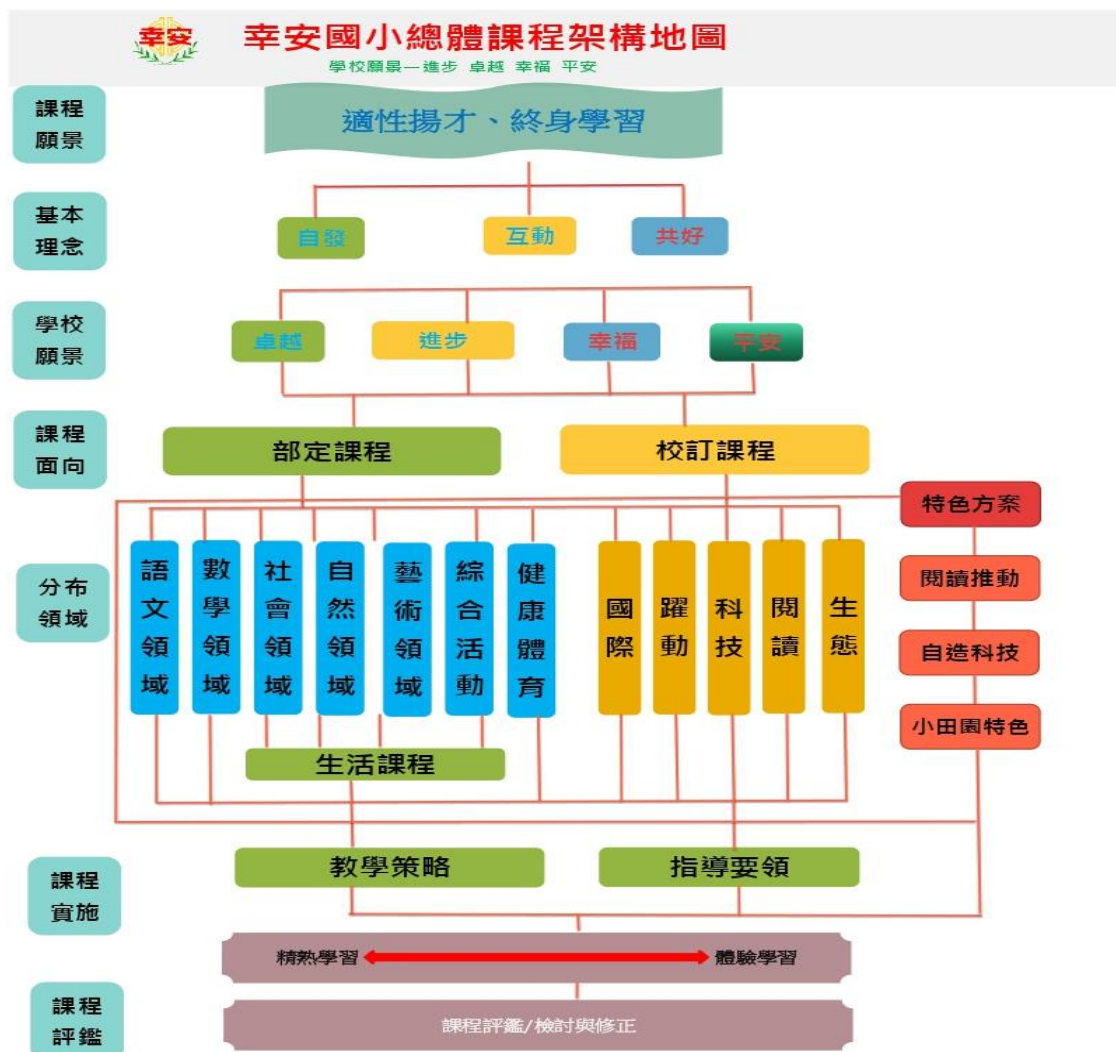 幸安
幸安國小總體課程架構地圖
學校願景—進步 卓越 幸福 平安
課程
願景
適性揚才、終身學習
基本
理念
自發
互動
共好
學校
願景
卓越
進步
幸福
平安
課程
面向
部定課程
校訂課程
分布
領域
語文領域
數學領域
社會領域
自然領域
藝術領域
綜合活動
健康體育
國際
躍動
科技
閱讀
生態
特色方案
閱讀推動
自造科技
小田園特色
生活課程
課程
實施
教學策略
指導要領
精熟學習
體驗學習
課程
評鑑
課程評鑑/檢討與修正